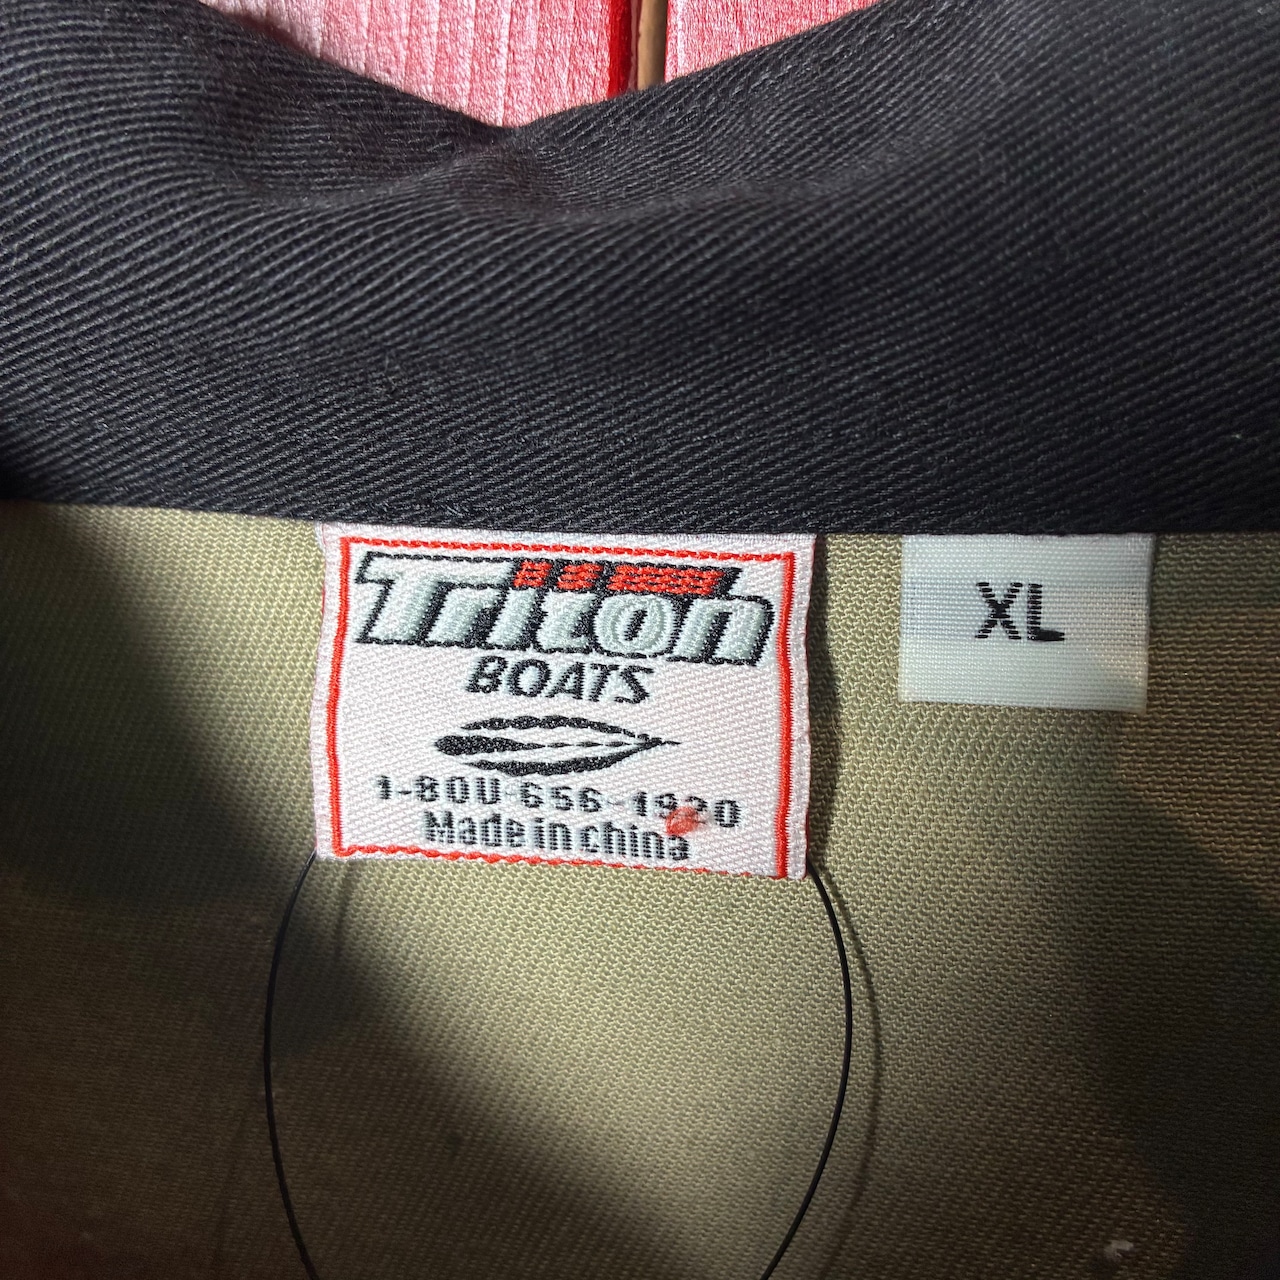 Triton
BOATS
1-800-656-1920
Made in china
XL